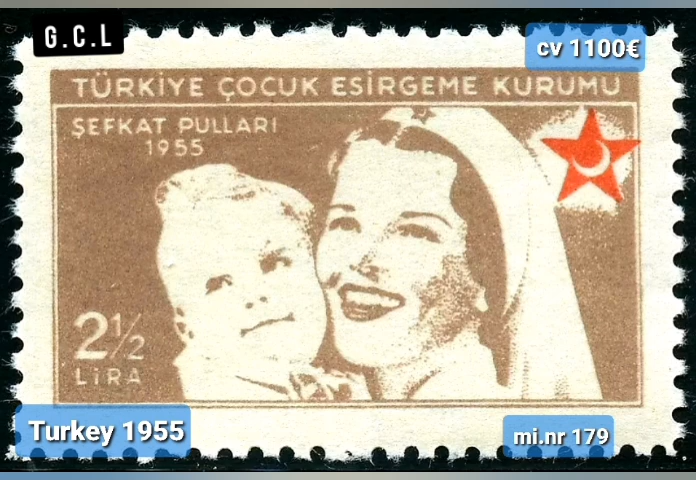 G.C.L
cv 1100€
TÜRKİYE ÇOCUK ESİRGEME KURUMU
ŞEFKAT PULLARI
1955
2½
LİRA
Turkey 1955
mi.nr 179